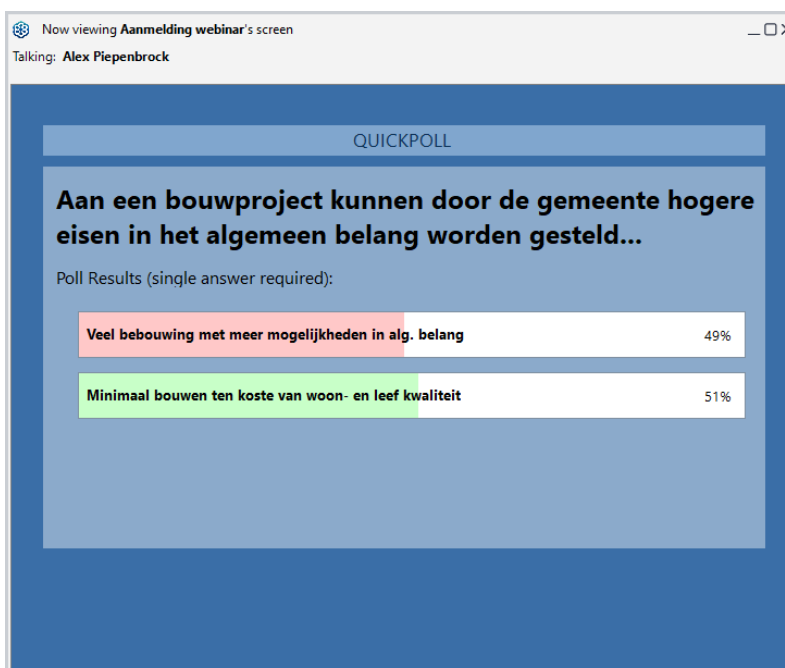 Now viewing Aanmelding webinar's screen
Talking: Alex Piepenbrock
QUICKPOLL
Aan een bouwproject kunnen door de gemeente hogere
eisen in het algemeen belang worden gesteld...
Poll Results (single answer required):
Veel bebouwing met meer mogelijkheden in alg. belang 49%
Minimaal bouwen ten koste van woon- en leef kwaliteit 51%